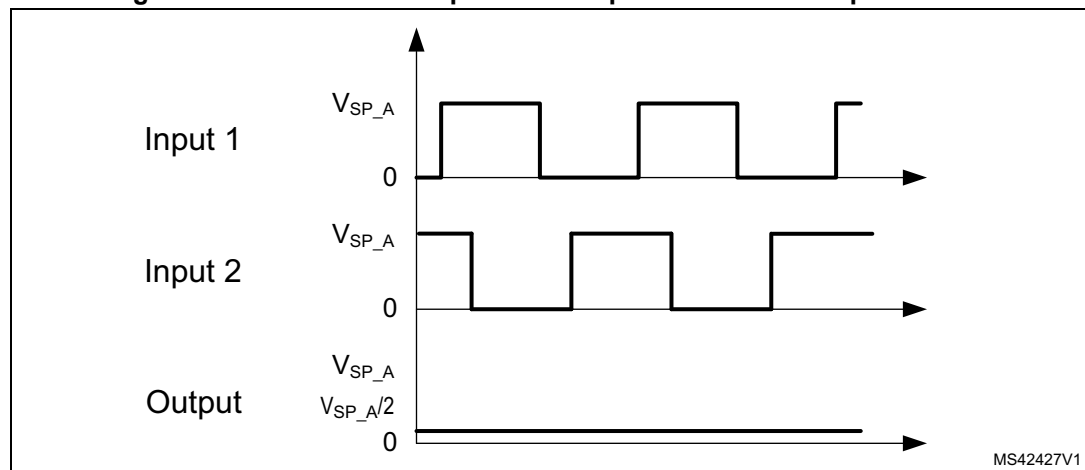 V_SP_A
Input 1
0
V_SP_A
Input 2
0
V_SP_A
Output
V_SP_A/2
0
MS42427V1